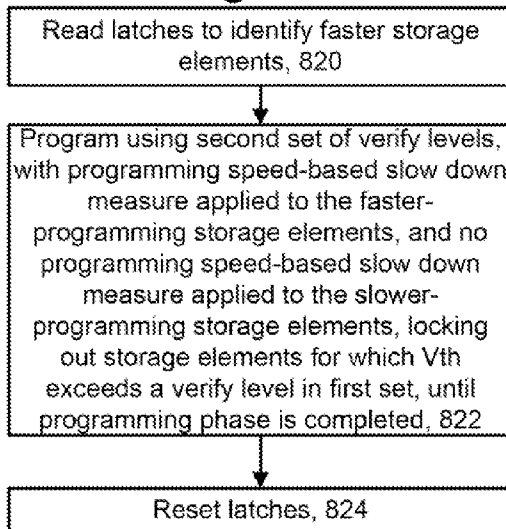 Read latches to identify faster storage
elements, 820
Program using second set of verify levels,
with programming speed-based slow down
measure applied to the faster-
programming storage elements, and no
programming speed-based slow down
measure applied to the slower-
programming storage elements, locking
out storage elements for which Vth
exceeds a verify level in first set, until
programming phase is completed, 822
Reset latches, 824